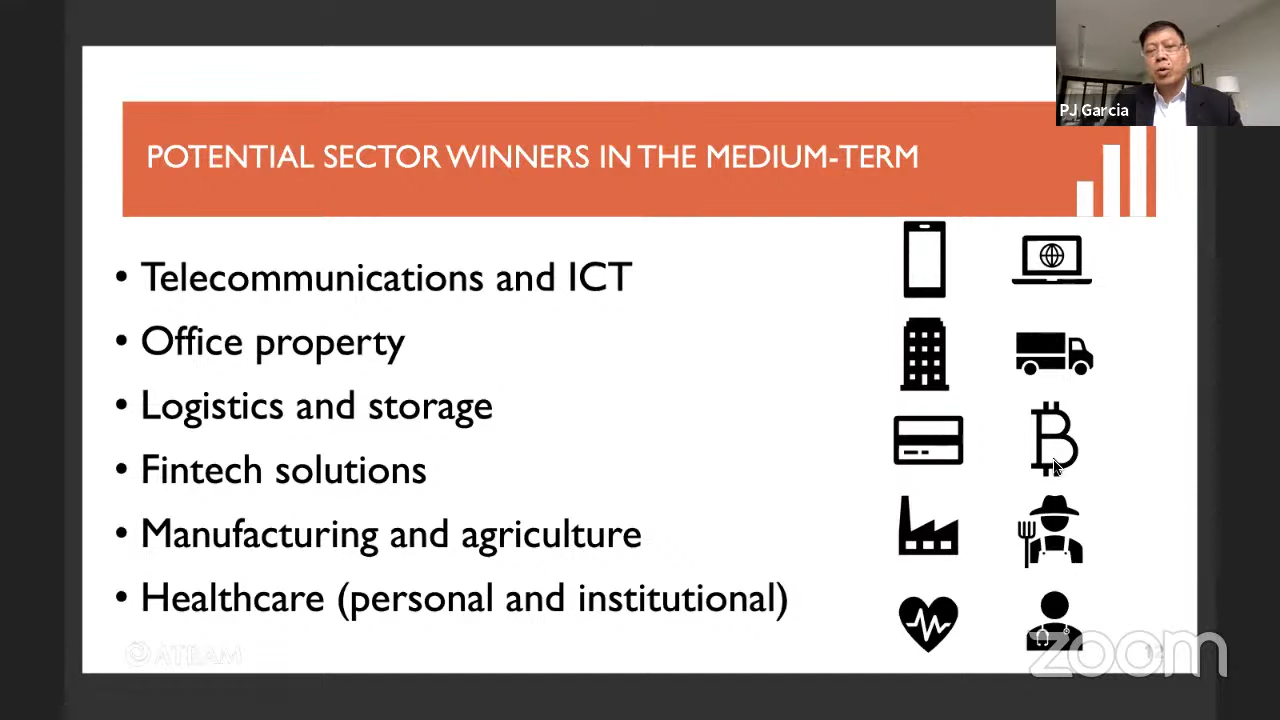 PJ Garcia
POTENTIAL SECTOR WINNERS IN THE MEDIUM-TERM
• Telecommunications and ICT
• Office property
• Logistics and storage
• Fintech solutions
• Manufacturing and agriculture
• Healthcare (personal and institutional)
ATRAM
zoom